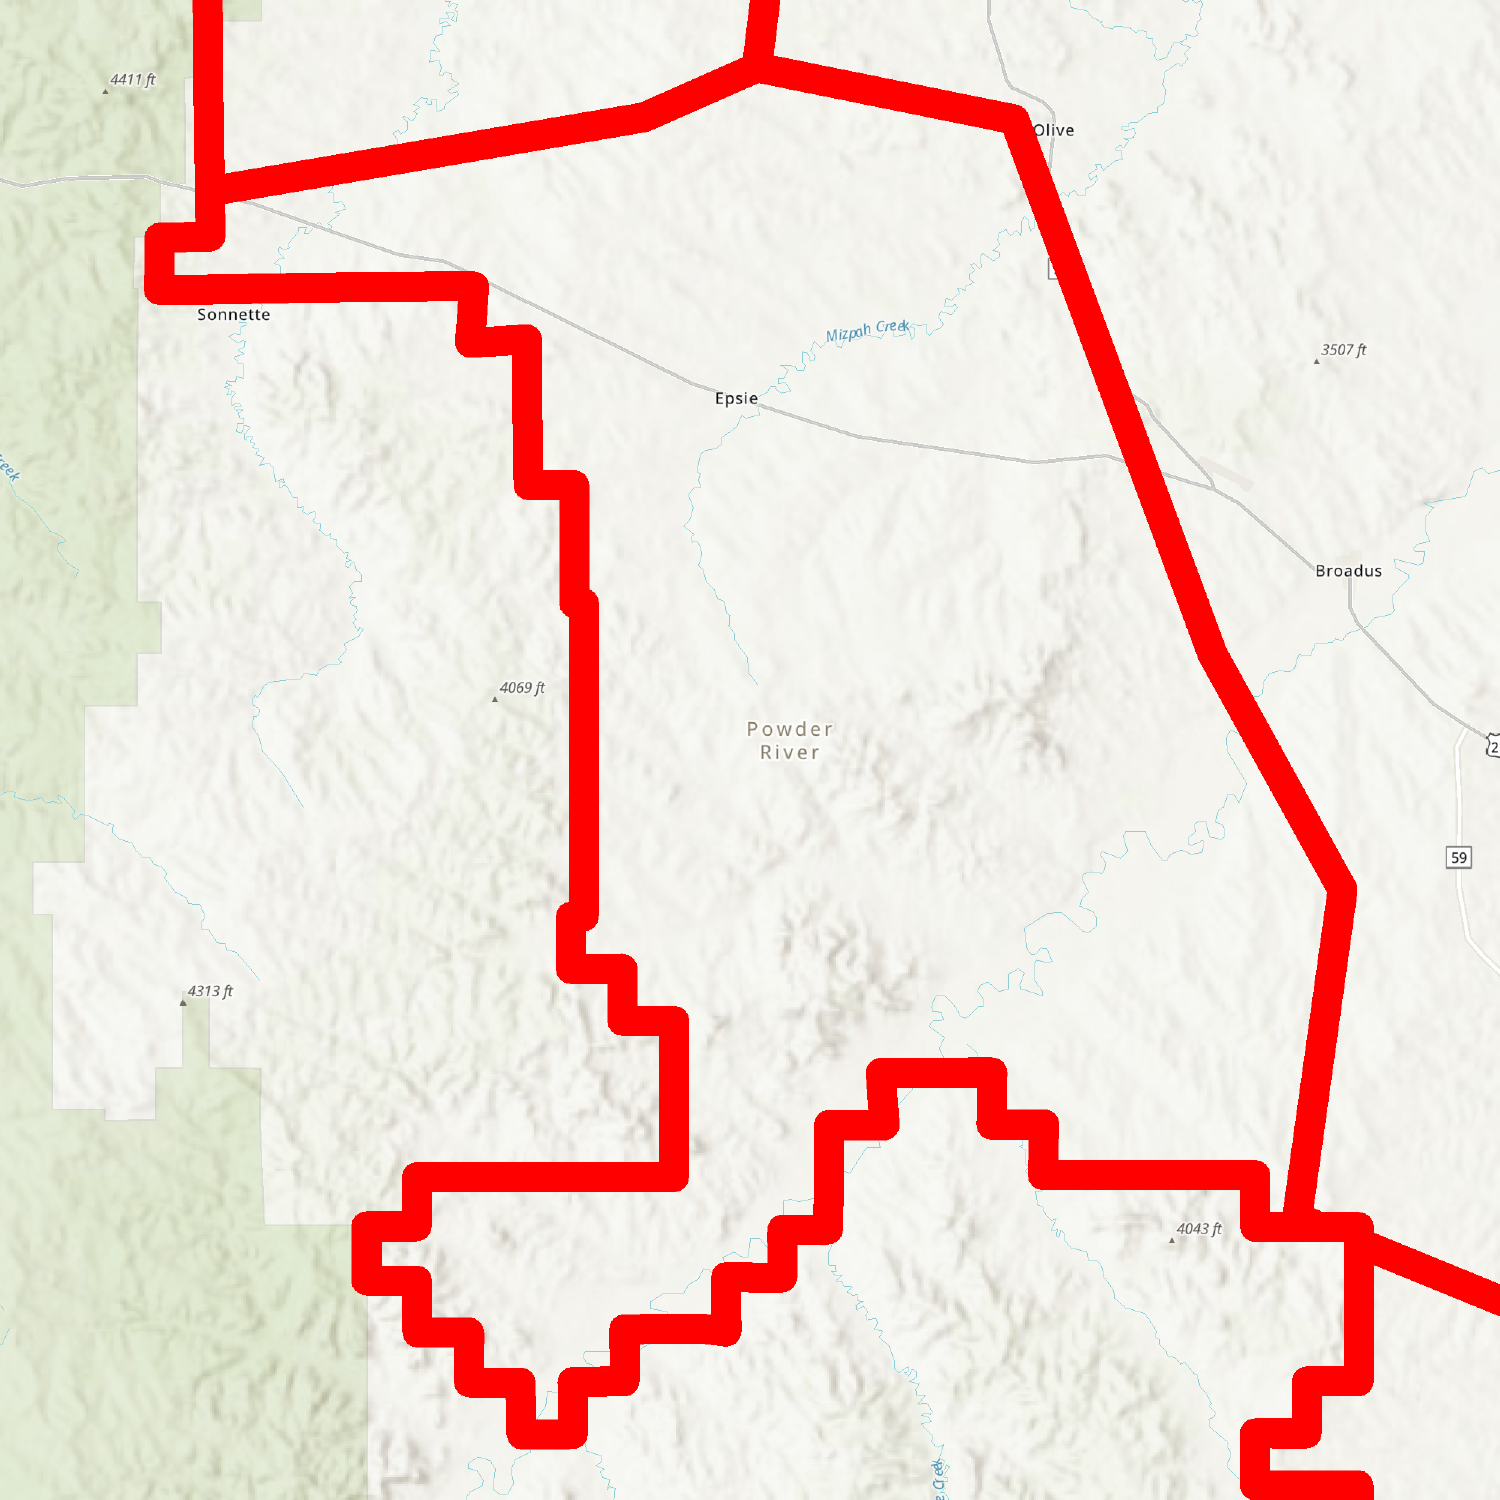 4411 ft
Olive
Sonnette
Mizpah Creek
3507 ft
Epsie
Creek
Broadus
4069 ft
Powder
River
2
59
4313 ft
4043 ft
Creek